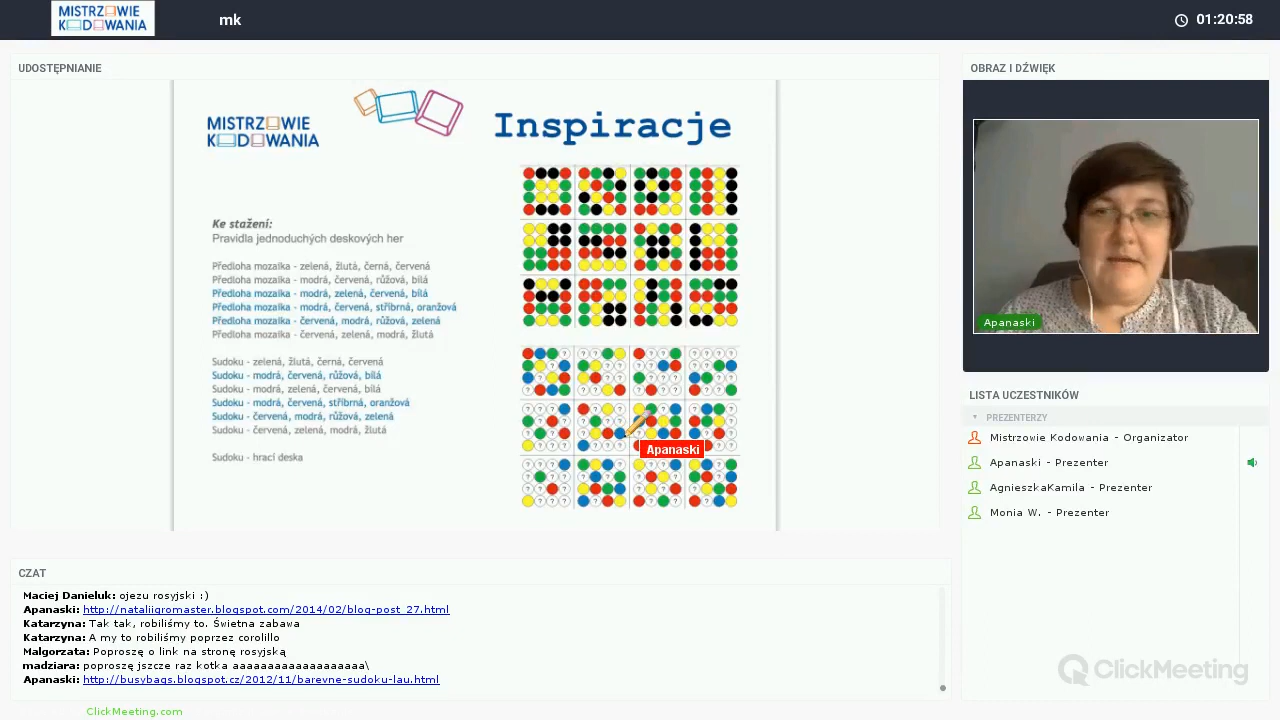 MISTRZOWIE
KODOWANIA
mk
01:20:58
UDOSTĘPNIANIE
MISTRZOWIE
KODOWANIA
Inspiracje
Ke stažení:
Pravidla jednoduchých deskových her
Předloha mozaika - zelená, žlutá, černá, červená
Předloha mozaika - modrá, červená, růžová, bílá
Předloha mozaika - modrá, zelená, červená, bílá
Předloha mozaika - modrá, červená, stříbrná, oranžová
Předloha mozaika - červená, modrá, růžová, zelená
Předloha mozaika - červená, zelená, modrá, žlutá
Sudoku - zelená, žlutá, černá, červená
Sudoku - modrá, červená, růžová, bílá
Sudoku - modrá, zelená, červená, bílá
Sudoku - modrá, červená, stříbrná, oranžová
Sudoku - červená, modrá, růžová, zelená
Sudoku - červená, zelená, modrá, žlutá
Sudoku - hrací deska
Apanaski
OBRAZ I DŹWIĘK
Apanaski
LISTA UCZESTNIKÓW
PREZENTERZY
Mistrzowie Kodowania - Organizator
Apanaski - Prezenter
AgnieszkaKamila - Prezenter
Monia W. - Prezenter
CZAT
Maciej Danieluk: ojezu rosyjski :)
Apanaski: http://nataliigromaster.blogspot.com/2014/02/blog-post_27.html
Katarzyna: Tak tak, robiliśmy to. Świetna zabawa
Katarzyna: A my to robiliśmy poprzez corolillo
Malgorzata: Poproszę o link na stronę rosyjską
madziara: poproszę jszcze raz kotka aaaaaaaaaaaaaaaaaaa\
Apanaski: http://busybags.blogspot.cz/2012/11/barevne-sudoku-lau.html
ClickMeeting
ClickMeeting.com